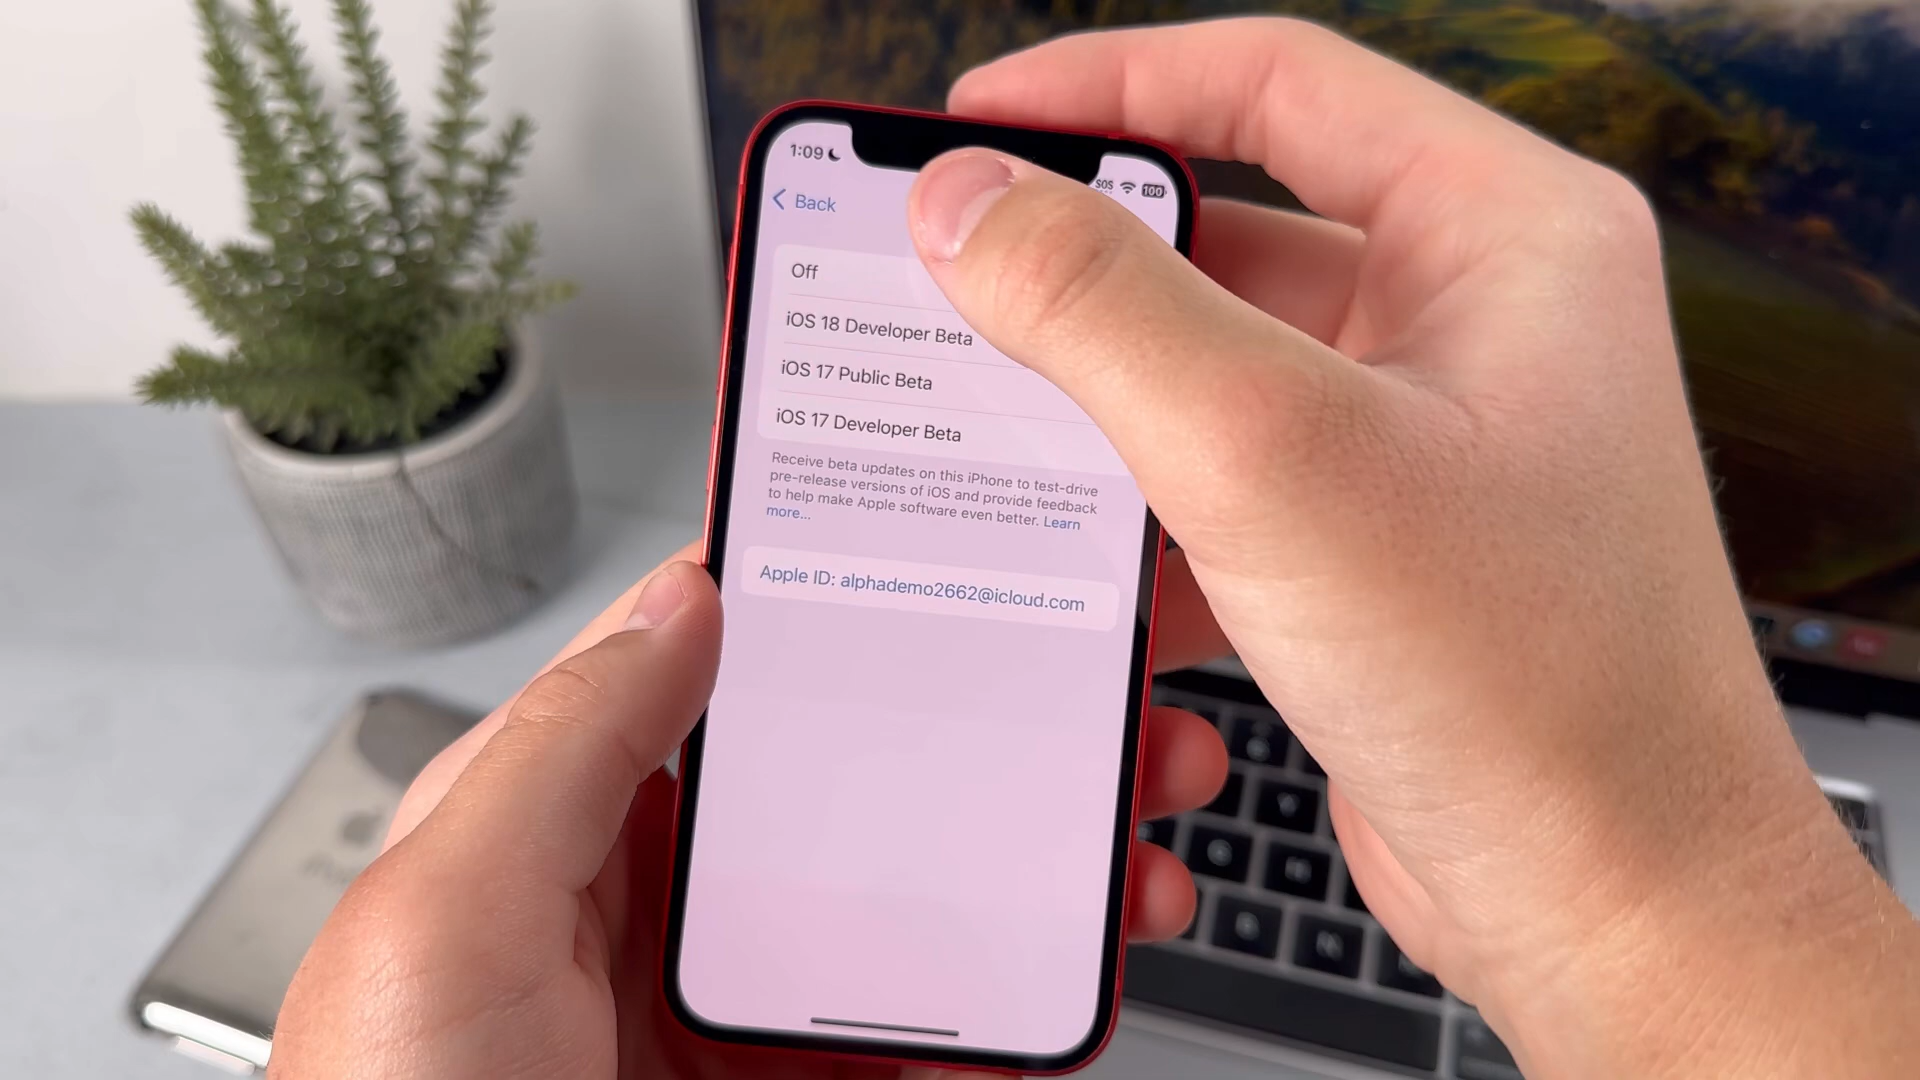 1:09
SOS
100
Back
Off
iOS 18 Developer Beta
iOS 17 Public Beta
iOS 17 Developer Beta
Receive beta updates on this iPhone to test-drive
pre-release versions of iOS and provide feedback
to help make Apple software even better. Learn
more...
Apple ID: alphademo2662@icloud.com